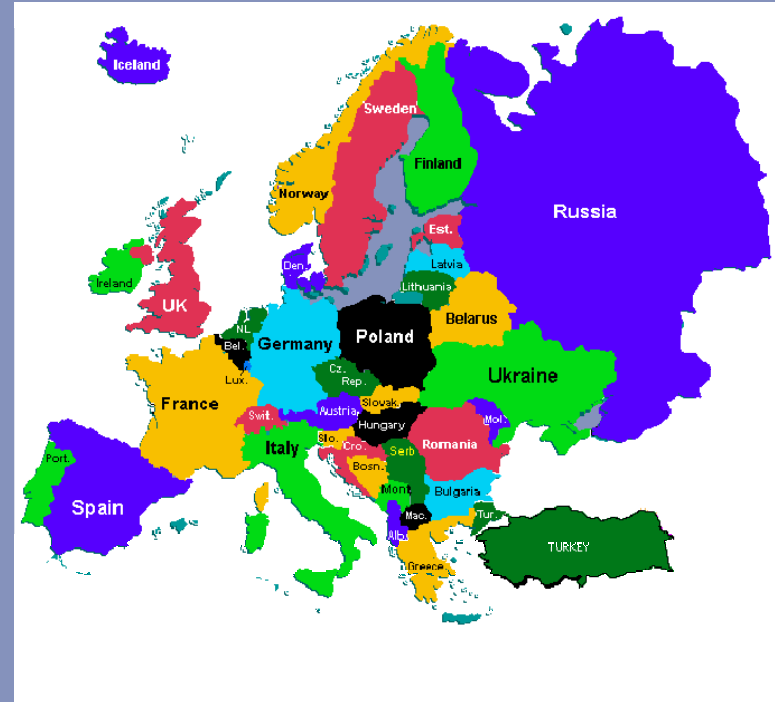 Iceland
Sweden
Finland
Norway
Russia
Est.
Den.
Latvia
Ireland
Lithuania
UK
Belarus
NL
Poland
Bel.
Germany
Cz.
Rep.
Ukraine
Lux.
France
Slovak.
Austria
Swit.
Mol.
Hungary
Slo.
Italy
Cro.
Romania
Serb
Port.
Bosn.
Mont.
Bulgaria
Spain
Mac.
Tur.
Alb.
TURKEY
Greece